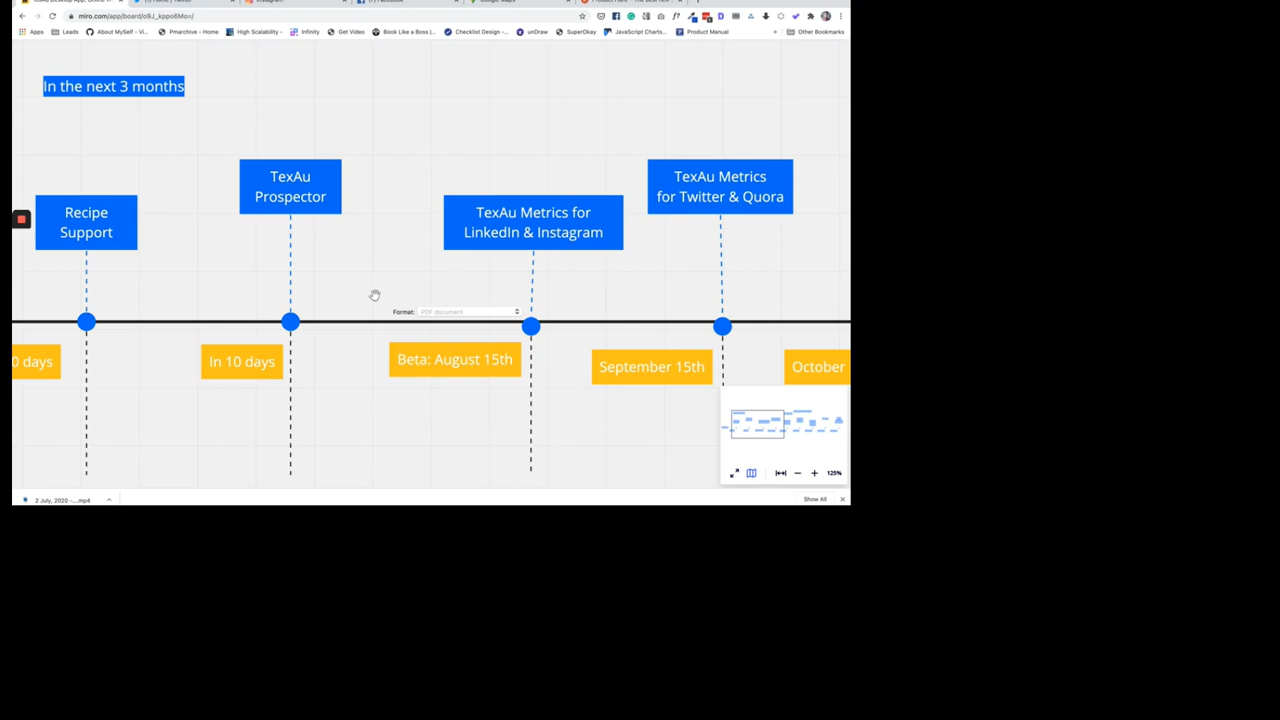 miro.com/app/board/o9J_kppo6Mo=/
Apps
Leads
About MySelf – Vi...
Pmarchive - Home
High Scalability -
Infinity
Get Video
Book Like a Boss |...
Checklist Design -...
unDraw
SuperOkay
JavaScript Charts...
Product Manual
»
Other Bookmarks
In the next 3 months
TexAu
Prospector
TexAu Metrics
for Twitter & Quora
Recipe
Support
TexAu Metrics for
LinkedIn & Instagram
Format: PDF document
0 days
In 10 days
Beta: August 15th
September 15th
October
125%
2 July, 2020 -....mp4
Show All